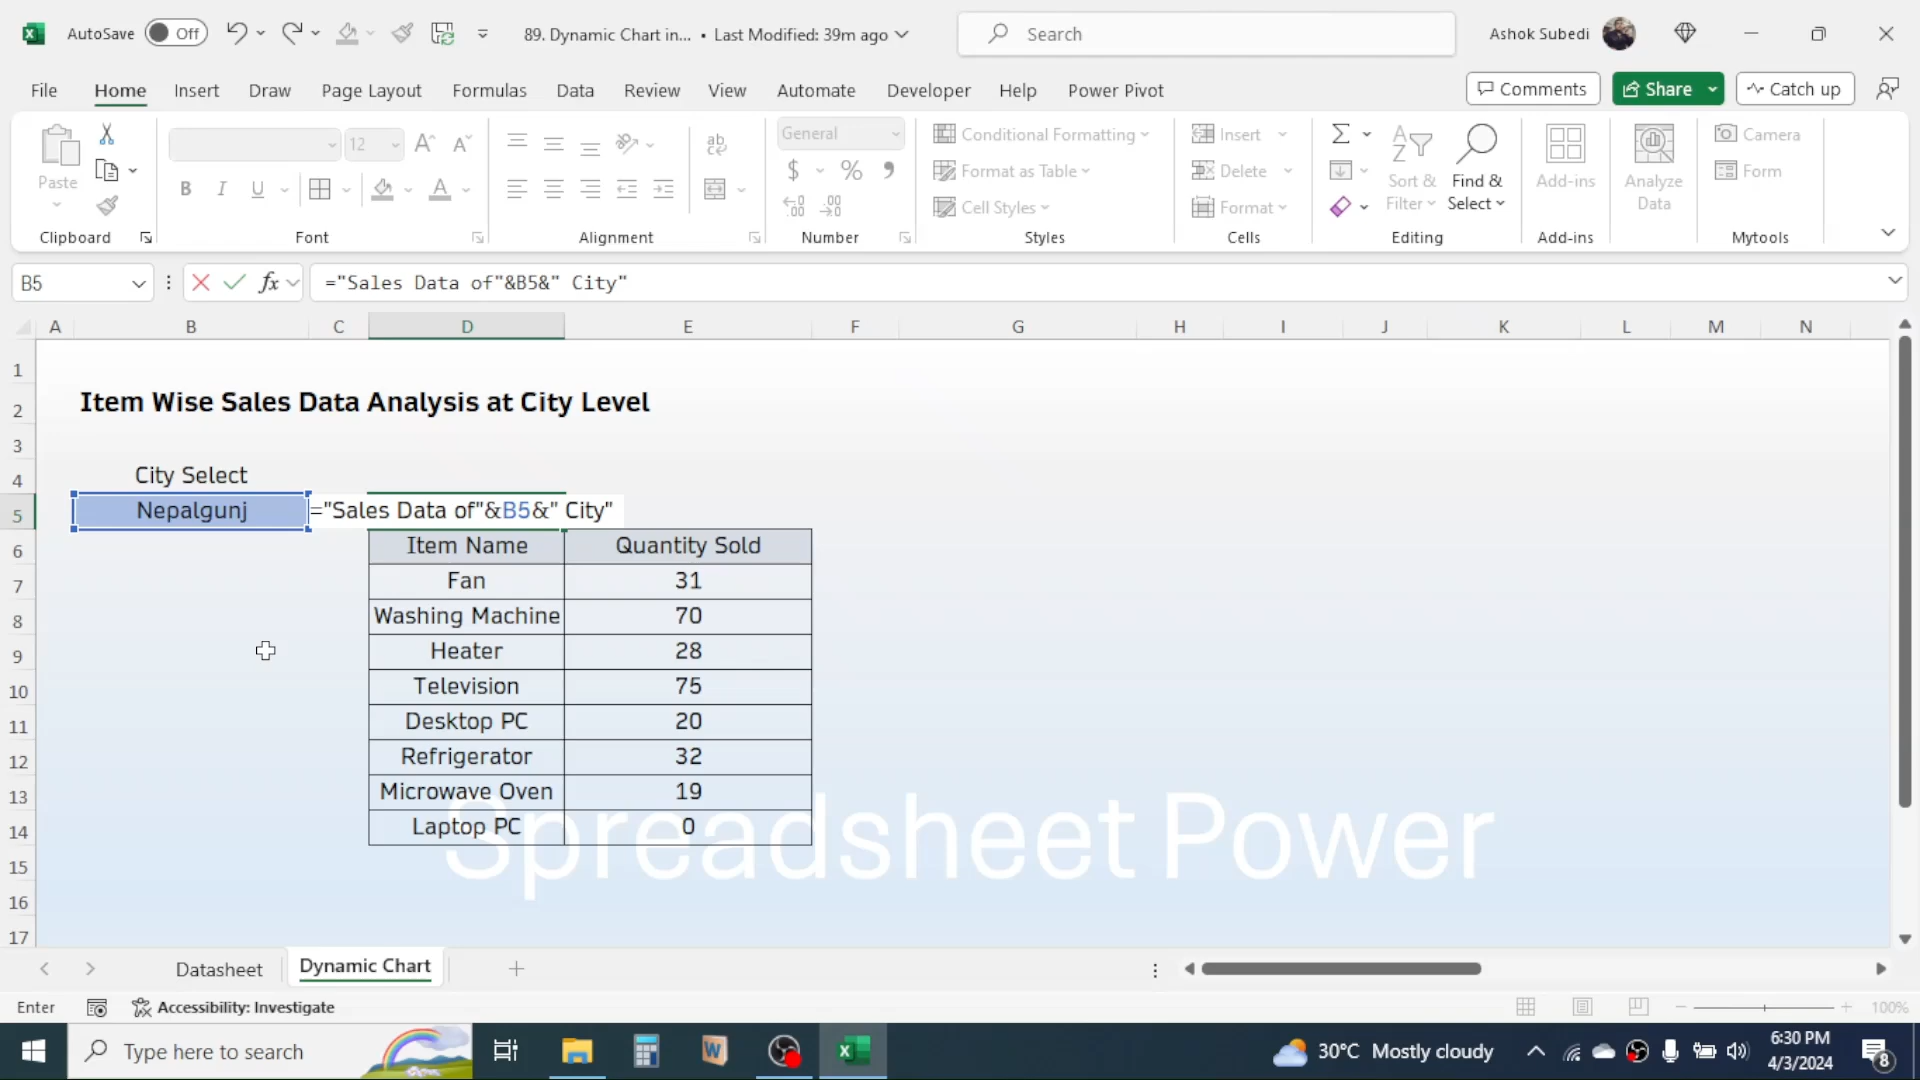 AutoSave Off 89. Dynamic Chart in... • Last Modified: 39m ago Search Ashok Subedi
File Home Insert Draw Page Layout Formulas Data Review View Automate Developer Help Power Pivot Comments Share Catch up
Paste 12 General Conditional Formatting Insert Camera
Format as Table Delete Sort & Find & Add-ins Analyze Form
B I U A $ % Cell Styles Format Filter Select Data
Clipboard Font Alignment Number Styles Cells Editing Add-ins Mytools
B5 fx ="Sales Data of"&B5&" City"
A B C D E F G H I J K L M N
1
2 Item Wise Sales Data Analysis at City Level
3
4 City Select
5 Nepalgunj ="Sales Data of"&B5&" City"
6 Item Name Quantity Sold
7 Fan 31
8 Washing Machine 70
9 Heater 28
10 Television 75
11 Desktop PC 20
12 Refrigerator 32
13 Microwave Oven 19
14 Laptop PC 0
Spreadsheet Power
15
16
17
Datasheet Dynamic Chart
Enter Accessibility: Investigate 100%
Type here to search 30°C Mostly cloudy 6:30 PM
4/3/2024 8